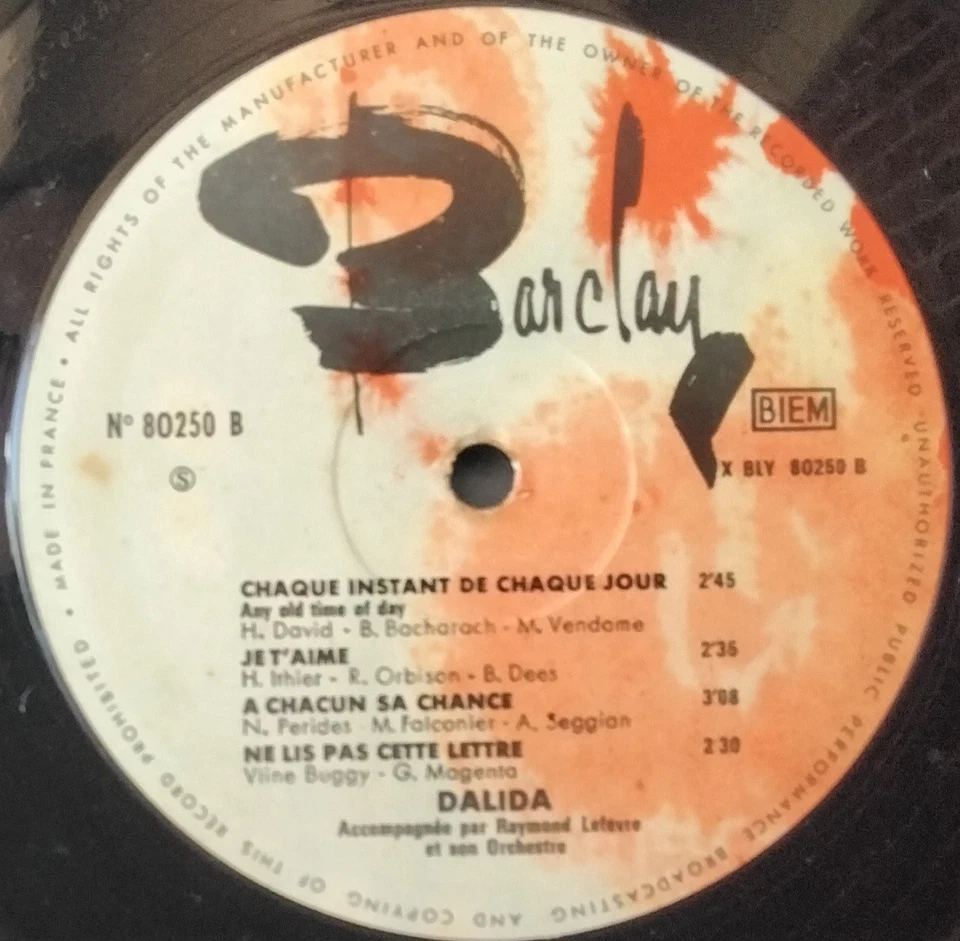 ALL RIGHTS OF THE MANUFACTURER AND OF THE OWNER OF THE RECORDED WORK RESERVED · UNAUTHORIZED PUBLIC PERFORMANCE BROADCASTING AND COPYING OF THIS RECORD PROHIBITED • MADE IN FRANCE •
Barclay
BIEM
N° 80250 B
X BLY 80250 B
S
CHAQUE INSTANT DE CHAQUE JOUR 2'45
Any old time of day
H. David - B. Bacharach - M. Vendome
JE T'AIME 2'35
H. Ithier - R. Orbison - B. Dees
A CHACUN SA CHANCE 3'08
N. Perides - M. Falconier - A. Seggian
NE LIS PAS CETTE LETTRE 2'30
Vline Buggy - G. Magenta
DALIDA
Accompagnée par Raymond Lefevre
et son Orchestre